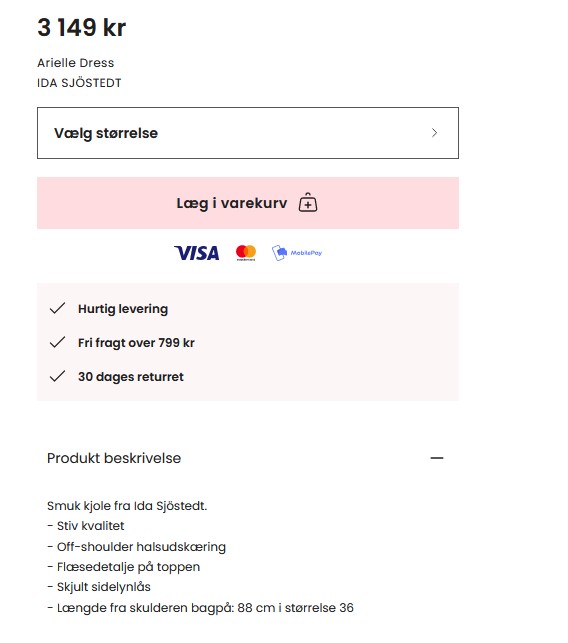 3 149 kr
Arielle Dress
IDA SJÖSTEDT
Vælg størrelse
Læg i varekurv
VISA mastercard MobilePay
Hurtig levering
Fri fragt over 799 kr
30 dages returret
Produkt beskrivelse
Smuk kjole fra Ida Sjöstedt.
- Stiv kvalitet
- Off-shoulder halsudskæring
- Flæsedetalje på toppen
- Skjult sidelynlås
- Længde fra skulderen bagpå: 88 cm i størrelse 36